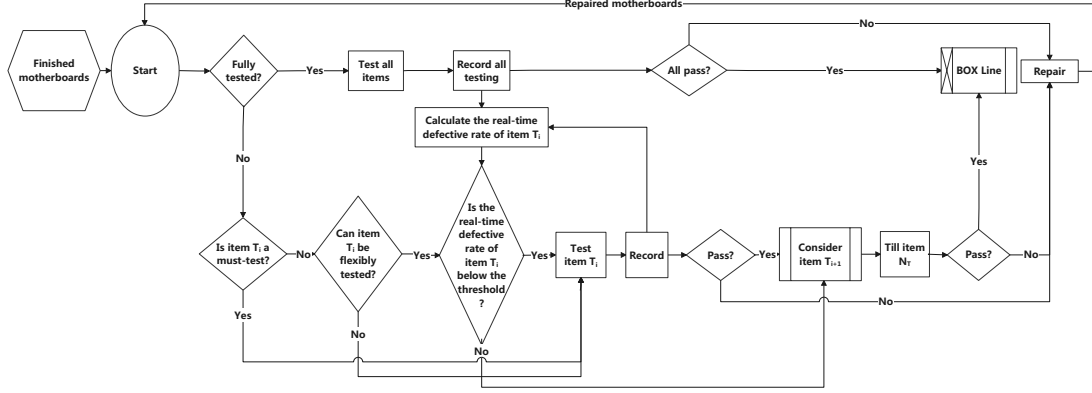 Repaired motherboards
No
Finished
motherboards
Start
Fully
tested?
Yes
Test all
items
Record all
testing
All pass?
Yes
BOX Line
Repair
Calculate the real-time
defective rate of item Tᵢ
No
Yes
Is item Tᵢ a
must-test?
No
Can item
Tᵢ be
flexibly
tested?
Yes
Is the
real-time
defective
rate of
item Tᵢ
below the
threshold
?
Yes
Test
item Tᵢ
Record
Pass?
Yes
Consider
item Tᵢ₊₁
Till item
N_T
Pass?
No
No
Yes
No
No